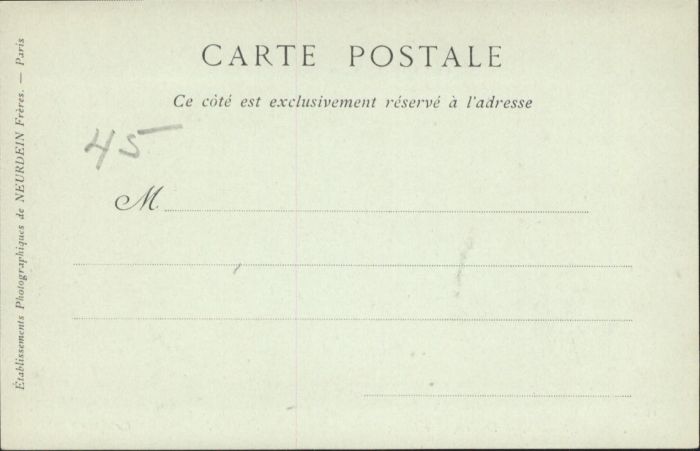 CARTE POSTALE
Ce côté est exclusivement réservé à l'adresse
45
M
Établissements Photographiques de NEURDEIN Frères. — Paris